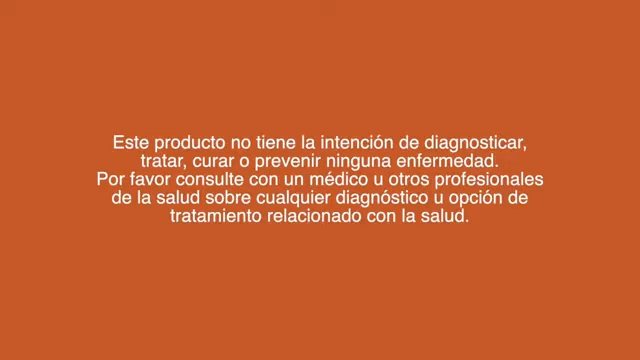 Este producto no tiene la intención de diagnosticar,
tratar, curar o prevenir ninguna enfermedad.
Por favor consulte con un médico u otros profesionales
de la salud sobre cualquier diagnóstico u opción de
tratamiento relacionado con la salud.